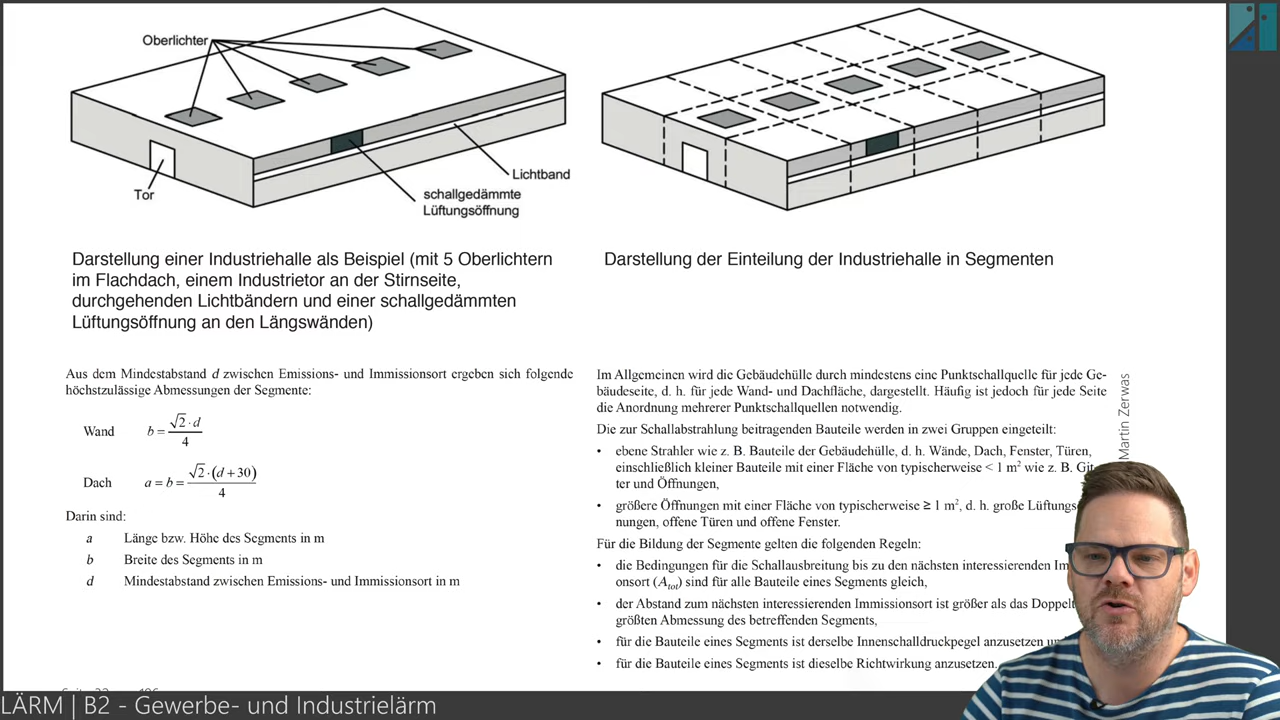 Oberlichter
Tor
Lichtband
schallgedämmte
Lüftungsöffnung
Darstellung einer Industriehalle als Beispiel (mit 5 Oberlichtern
im Flachdach, einem Industrietor an der Stirnseite,
durchgehenden Lichtbändern und einer schallgedämmten
Lüftungsöffnung an den Längswänden)
Darstellung der Einteilung der Industriehalle in Segmenten
Aus dem Mindestabstand d zwischen Emissions- und Immissionsort ergeben sich folgende
höchstzulässige Abmessungen der Segmente:
Wand b = √2 · d / 4
Dach a = b = √2 · (d + 30) / 4
Darin sind:
a Länge bzw. Höhe des Segments in m
b Breite des Segments in m
d Mindestabstand zwischen Emissions- und Immissionsort in m
Im Allgemeinen wird die Gebäudehülle durch mindestens eine Punktschallquelle für jede Ge-
bäudeseite, d. h. für jede Wand- und Dachfläche, dargestellt. Häufig ist jedoch für jede Seite
die Anordnung mehrerer Punktschallquellen notwendig.
Die zur Schallabstrahlung beitragenden Bauteile werden in zwei Gruppen eingeteilt:
• ebene Strahler wie z. B. Bauteile der Gebäudehülle, d. h. Wände, Dach, Fenster, Türen,
einschließlich kleiner Bauteile mit einer Fläche von typischerweise < 1 m² wie z. B. Git-
ter und Öffnungen,
• größere Öffnungen mit einer Fläche von typischerweise ≥ 1 m², d. h. große Lüftungs
nungen, offene Türen und offene Fenster.
Für die Bildung der Segmente gelten die folgenden Regeln:
• die Bedingungen für die Schallausbreitung bis zu den nächsten interessierenden Im
onsort (Atot) sind für alle Bauteile eines Segments gleich,
• der Abstand zum nächsten interessierenden Immissionsort ist größer als das Doppelt
größten Abmessung des betreffenden Segments,
• für die Bauteile eines Segments ist derselbe Innenschalldruckpegel anzusetzen
• für die Bauteile eines Segments ist dieselbe Richtwirkung anzusetzen.
Martin Zerwas
LÄRM | B2 - Gewerbe- und Industrielärm